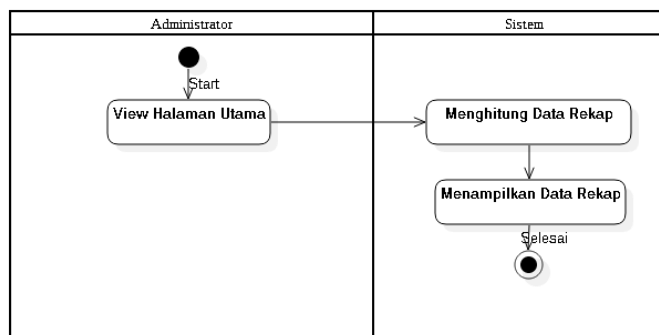 Administrator
Sistem
Start
View Halaman Utama
Menghitung Data Rekap
Menampilkan Data Rekap
Selesai